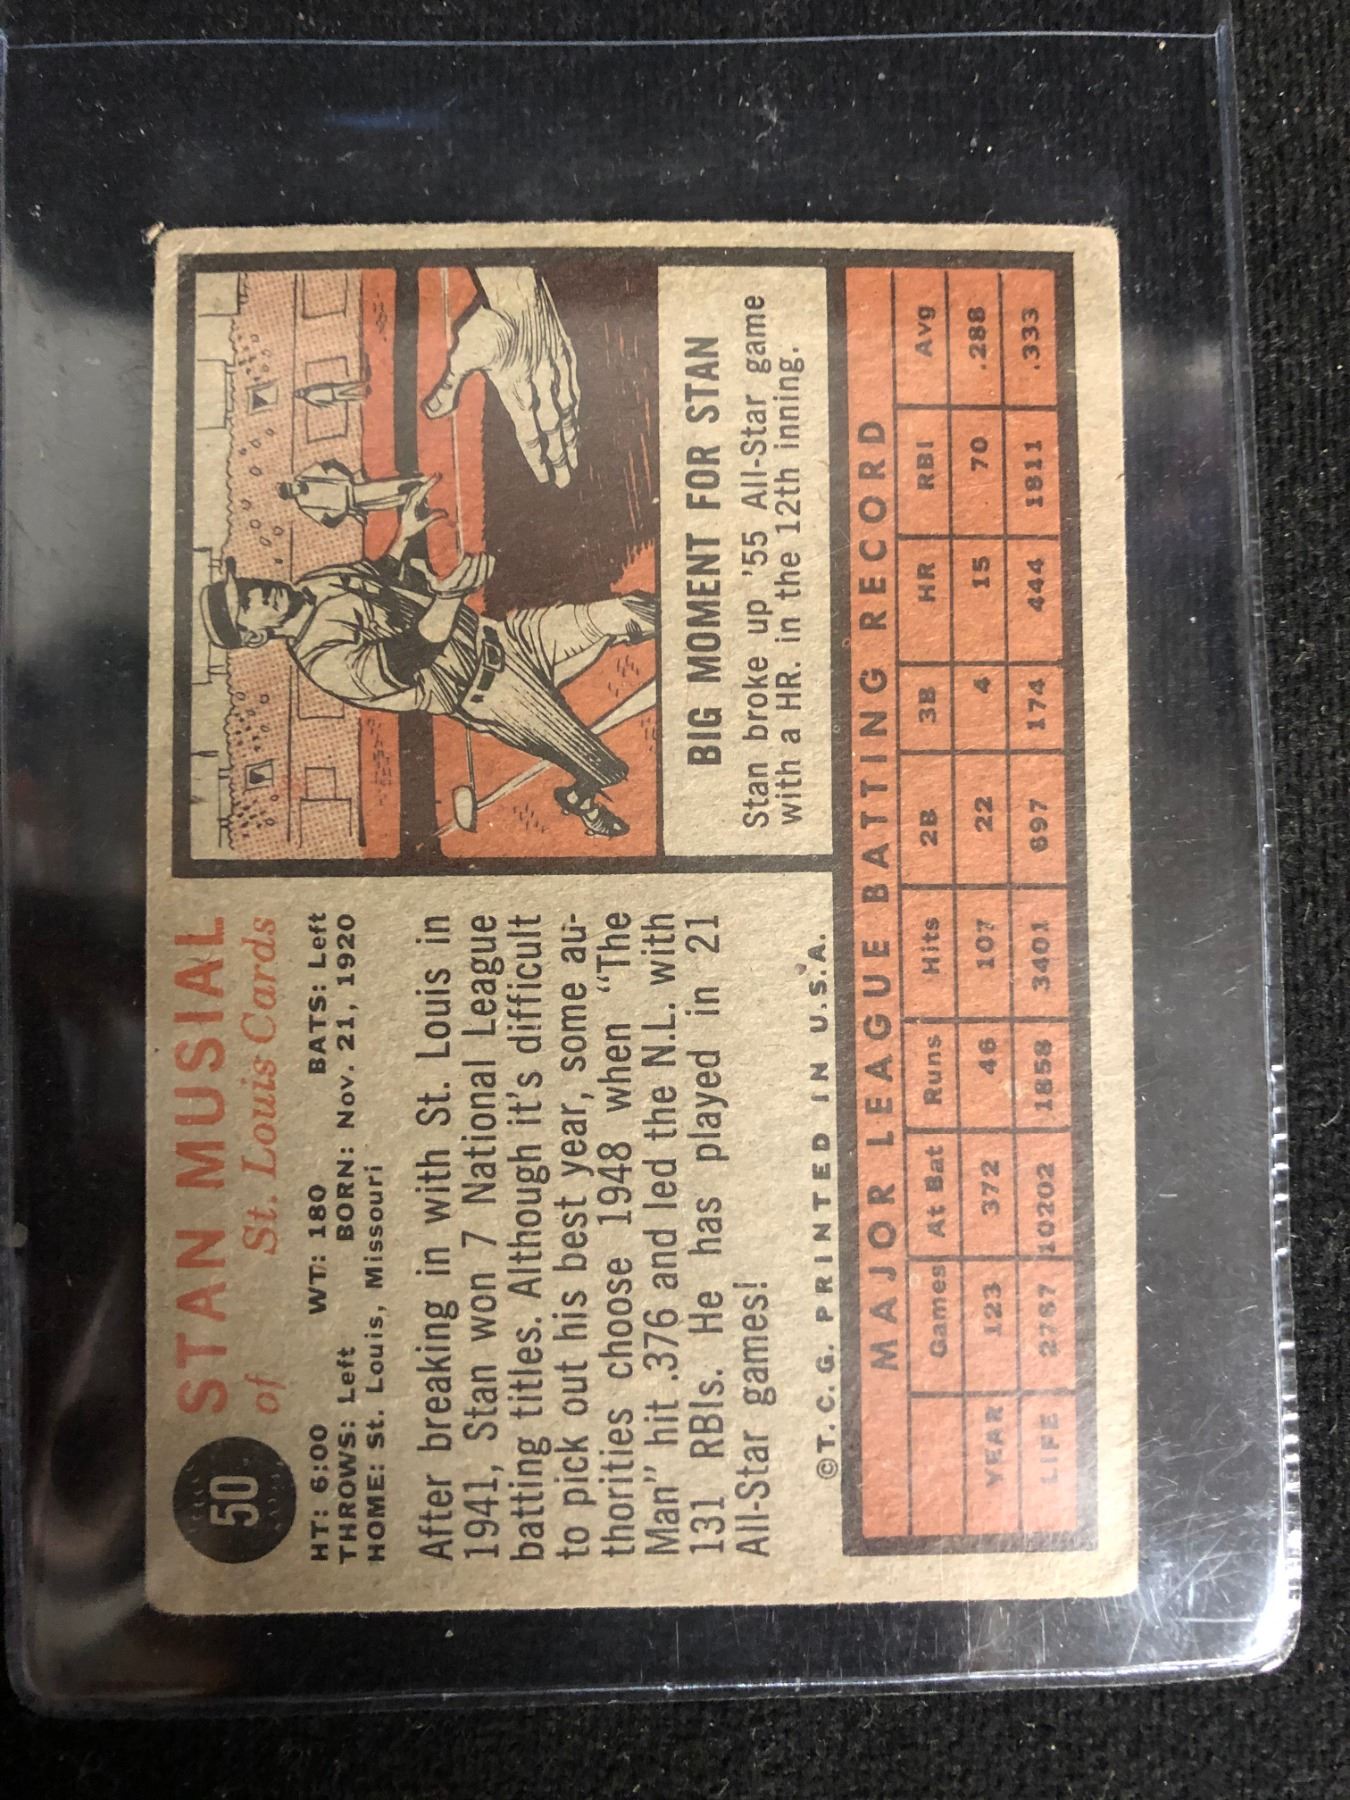 50
STAN MUSIAL
of St. Louis Cards
HT: 6:00 WT: 180 BATS: Left
THROWS: Left BORN: Nov. 21, 1920
HOME: St. Louis, Missouri
After breaking in with St. Louis in
1941, Stan won 7 National League
batting titles. Although it's difficult
to pick out his best year, some au-
thorities choose 1948 when "The
Man" hit .376 and led the N.L. with
131 RBIs. He has played in 21
All-Star games!
©T.C.G. PRINTED IN U.S.A.
BIG MOMENT FOR STAN
Stan broke up '55 All-Star game
with a HR. in the 12th inning.
MAJOR LEAGUE BATTING RECORD
Games At Bat Runs Hits 2B 3B HR RBI Avg
YEAR 123 372 46 107 22 4 15 70 .288
LIFE 2767 10202 1858 3401 697 174 444 1811 .333